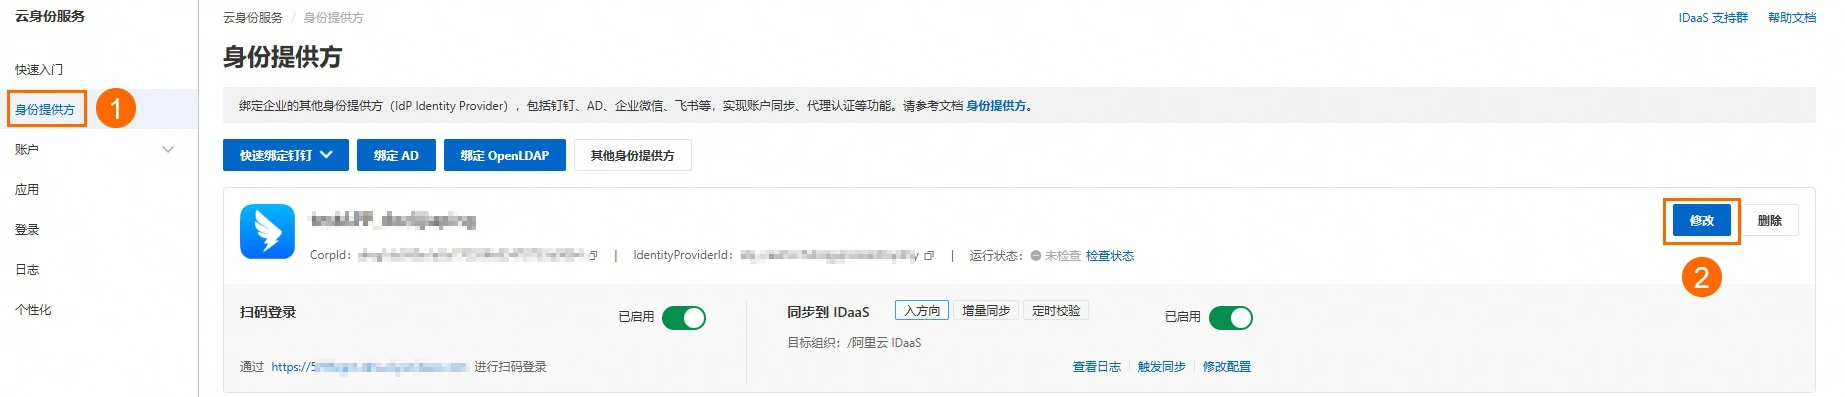 云身份服务
快速入门
身份提供方
1
账户
应用
登录
日志
个性化
云身份服务 / 身份提供方
IDaaS 支持群 帮助文档
身份提供方
绑定企业的其他身份提供方（IdP Identity Provider），包括钉钉、AD、企业微信、飞书等，实现账户同步、代理认证等功能。请参考文档 身份提供方。
快速绑定钉钉 绑定 AD 绑定 OpenLDAP 其他身份提供方
修改 删除
CorpId: | IdentityProviderId: | 运行状态: 未检查 检查状态
2
扫码登录 已启用
通过 https://5 进行扫码登录
同步到 IDaaS 入方向 增量同步 定时校验 已启用
目标组织: /阿里云 IDaaS
查看日志 触发同步 修改配置